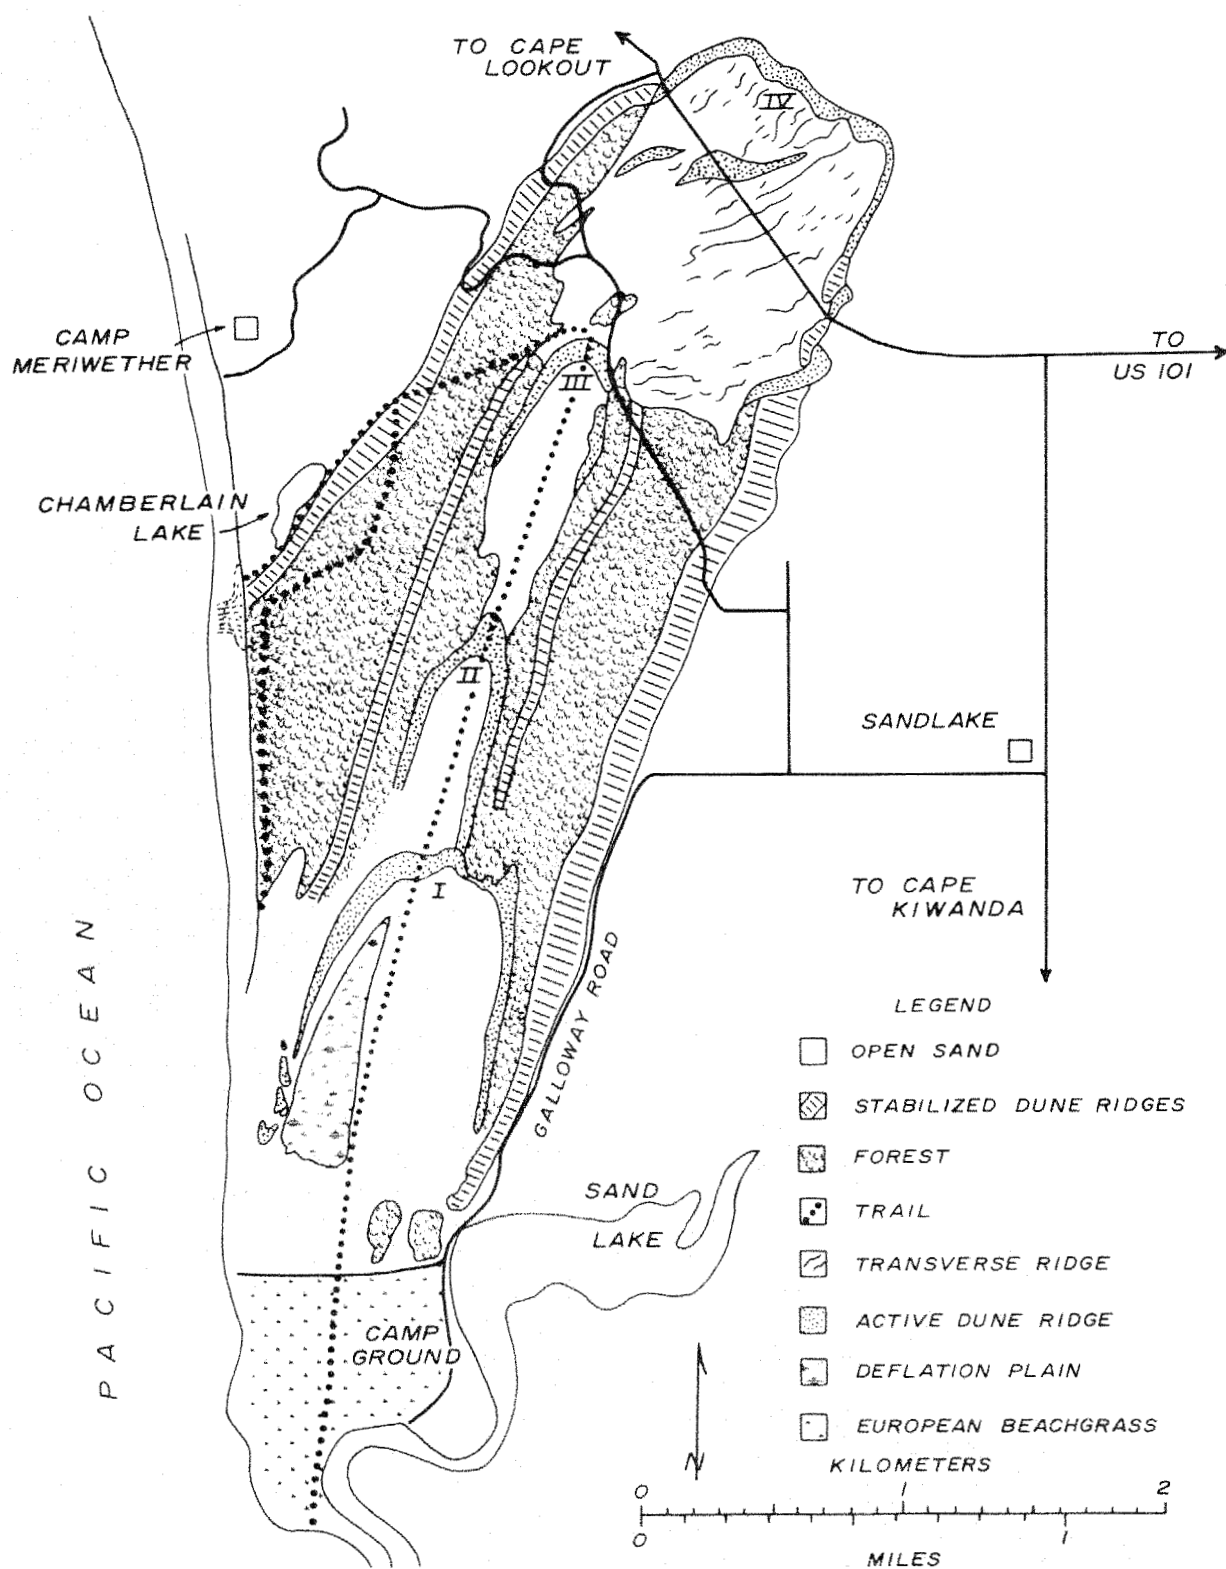 TO CAPE
LOOKOUT
IV
CAMP
MERIWETHER
TO
US 101
III
CHAMBERLAIN
LAKE
II
SANDLAKE
I
TO CAPE
KIWANDA
PACIFIC OCEAN
GALLOWAY ROAD
LEGEND
OPEN SAND
STABILIZED DUNE RIDGES
FOREST
TRAIL
TRANSVERSE RIDGE
ACTIVE DUNE RIDGE
DEFLATION PLAIN
EUROPEAN BEACHGRASS
SAND
LAKE
CAMP
GROUND
N
KILOMETERS
0 1 2
0 1
MILES